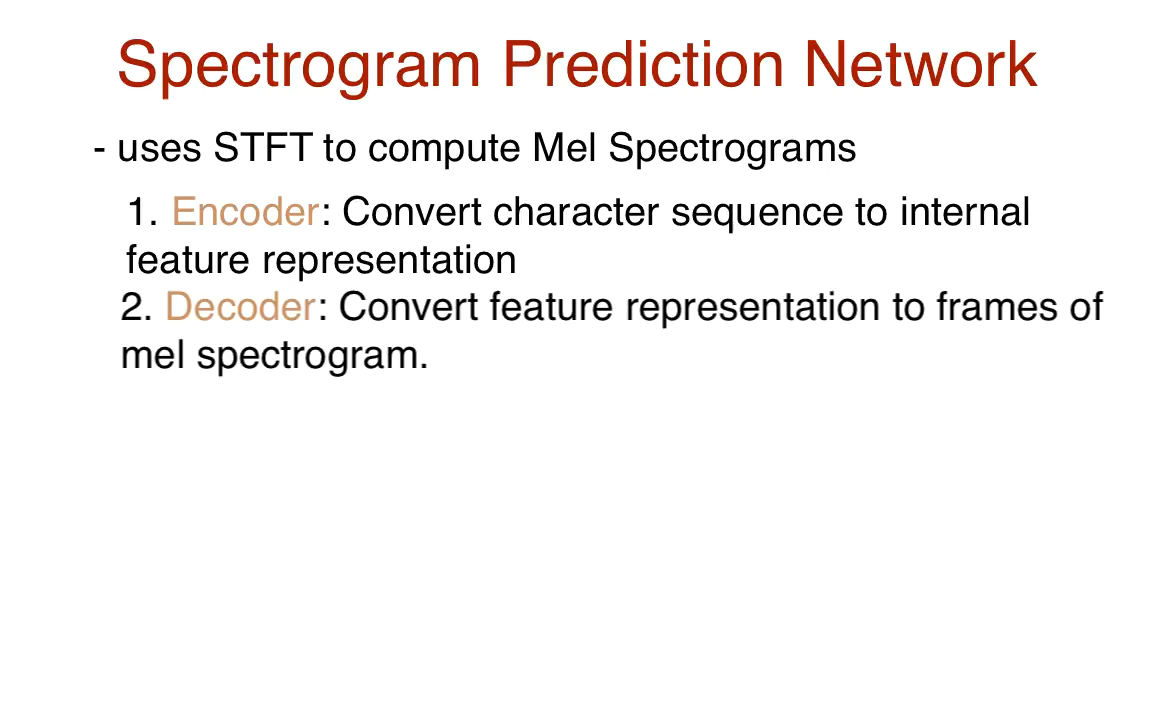 Spectrogram Prediction Network
- uses STFT to compute Mel Spectrograms
1. Encoder: Convert character sequence to internal
feature representation
2. Decoder: Convert feature representation to frames of
mel spectrogram.